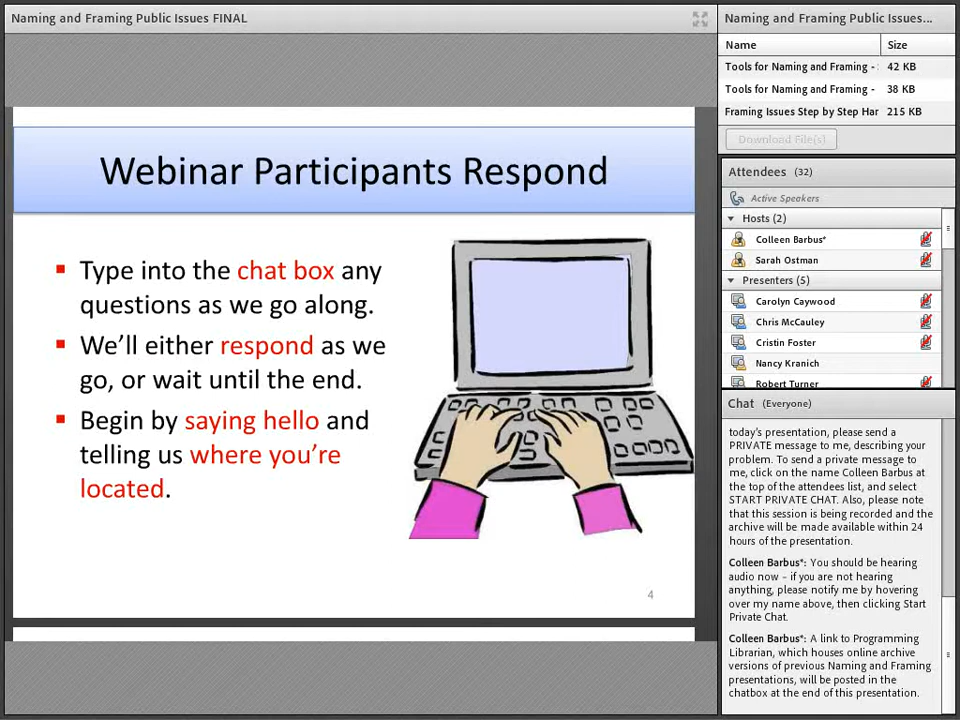 Naming and Framing Public Issues FINAL
Webinar Participants Respond
Type into the chat box any
questions as we go along.
We’ll either respond as we
go, or wait until the end.
Begin by saying hello and
telling us where you’re
located.
4
Naming and Framing Public Issues...
Name Size
Tools for Naming and Framing - 42 KB
Tools for Naming and Framing - 38 KB
Framing Issues Step by Step Har 215 KB
Download File(s)
Attendees (32)
Active Speakers
Hosts (2)
Colleen Barbus*
Sarah Ostman
Presenters (5)
Carolyn Caywood
Chris McCauley
Cristin Foster
Nancy Kranich
Robert Turner
Chat (Everyone)
today's presentation, please send a
PRIVATE message to me, describing your
problem. To send a private message to
me, click on the name Colleen Barbus at
the top of the attendees list, and select
START PRIVATE CHAT. Also, please note
that this session is being recorded and the
archive will be made available within 24
hours of the presentation.
Colleen Barbus*: You should be hearing
audio now – if you are not hearing
anything, please notify me by hovering
over my name above, then clicking Start
Private Chat.
Colleen Barbus*: A link to Programming
Librarian, which houses online archive
versions of previous Naming and Framing
presentations, will be posted in the
chatbox at the end of this presentation.